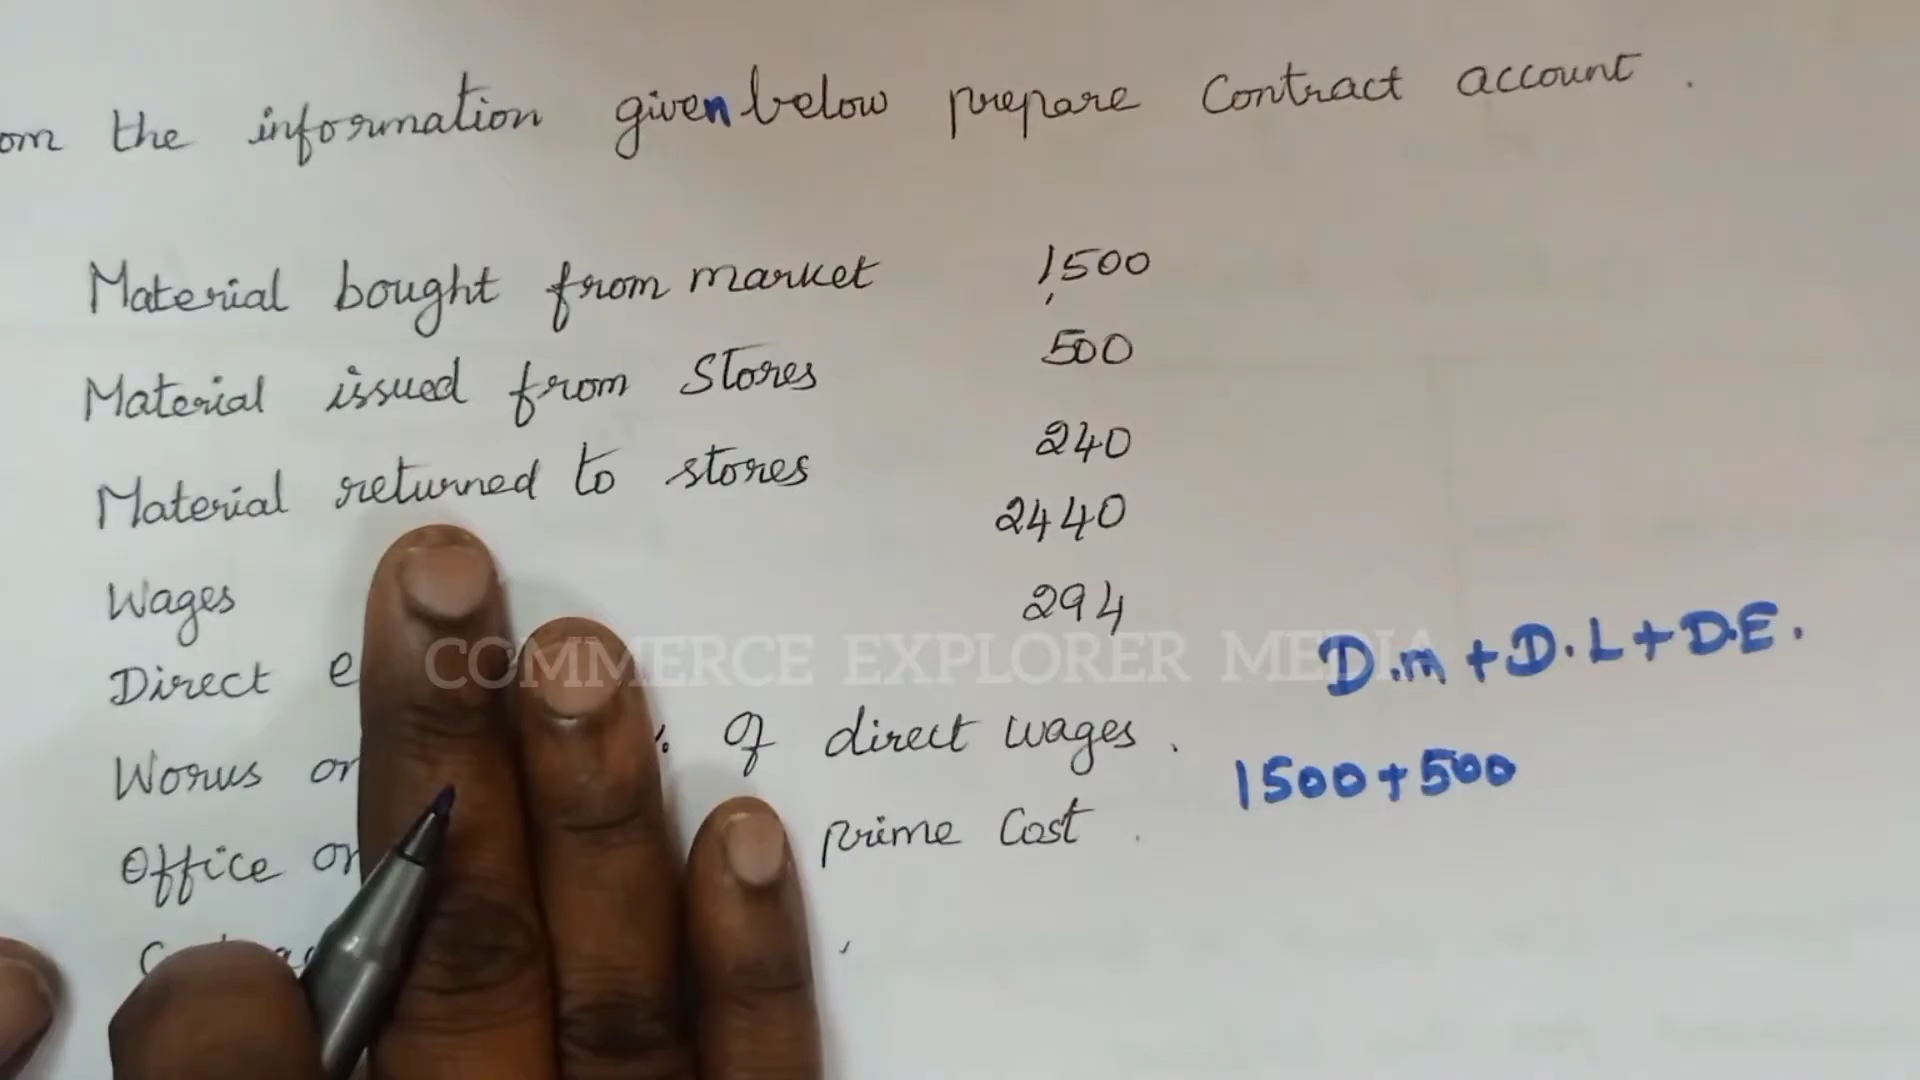 om the information given below prepare Contract account .
Material bought from market 1,500
Material issued from Stores 500
Material returned to stores 240
Wages 2440
Direct e 294
COMMERCE EXPLORER MEDIA
D.M + D.L + D.E.
Works or % Of direct wages .
1500 + 500
Office or prime Cost .